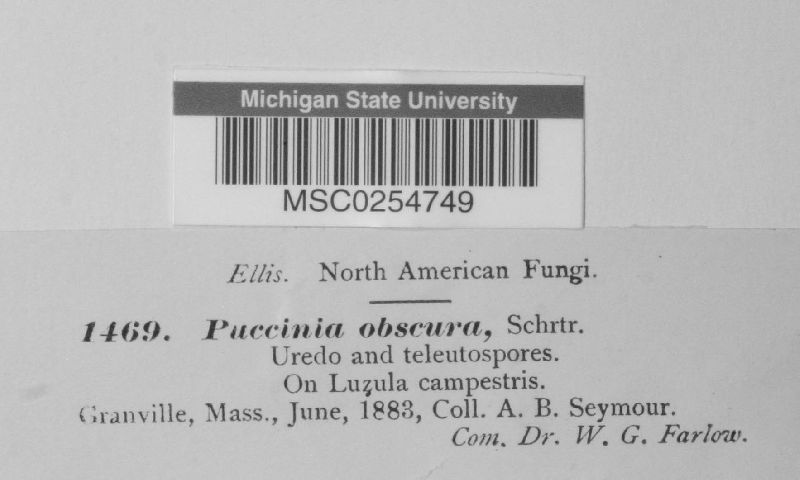 Michigan State University
MSC0254749
Ellis. North American Fungi.
1469. Puccinia obscura, Schrtr.
Uredo and teleutospores.
On Luzula campestris.
Granville, Mass., June, 1883, Coll. A. B. Seymour.
Com. Dr. W. G. Farlow.